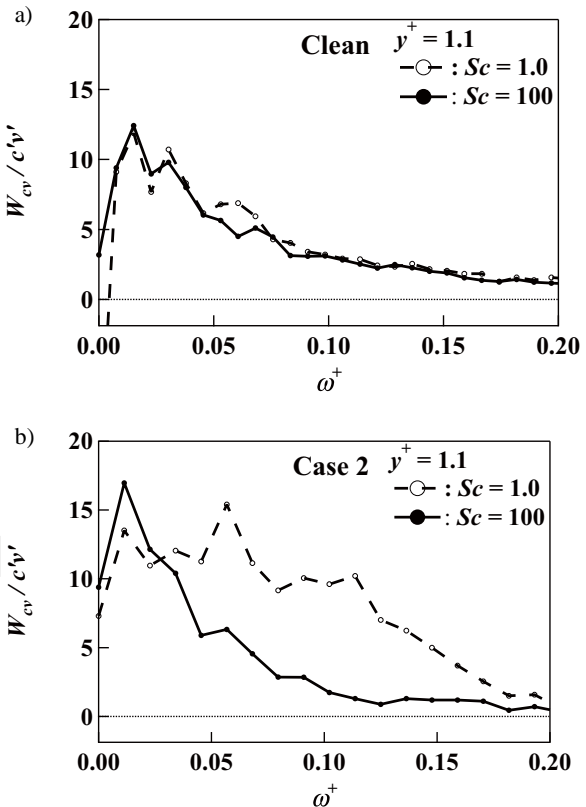 a)
20
15
10
5
0
W_cv / c'v'
Clean
y⁺ = 1.1
: Sc = 1.0
: Sc = 100
0.00 0.05 0.10 0.15 0.20
ω⁺
b)
20
15
10
5
0
W_cv / c'v'
Case 2
y⁺ = 1.1
: Sc = 1.0
: Sc = 100
0.00 0.05 0.10 0.15 0.20
ω⁺